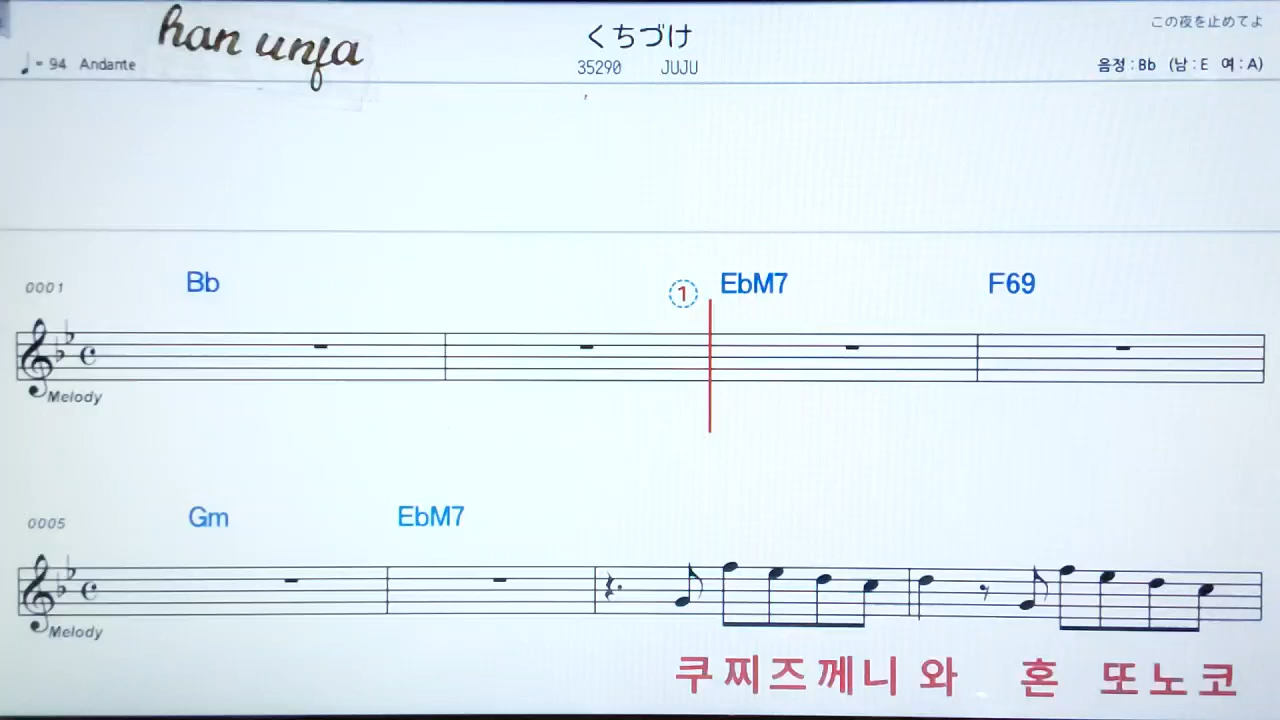 han unja
くちづけ
この夜を止めてよ
♩= 94 Andante
35290 JUJU
음정 : Bb (남 : E 여 : A)
0001 Bb ① EbM7 F69
Melody
0005 Gm EbM7
Melody
쿠찌즈께니 와 혼 또노코